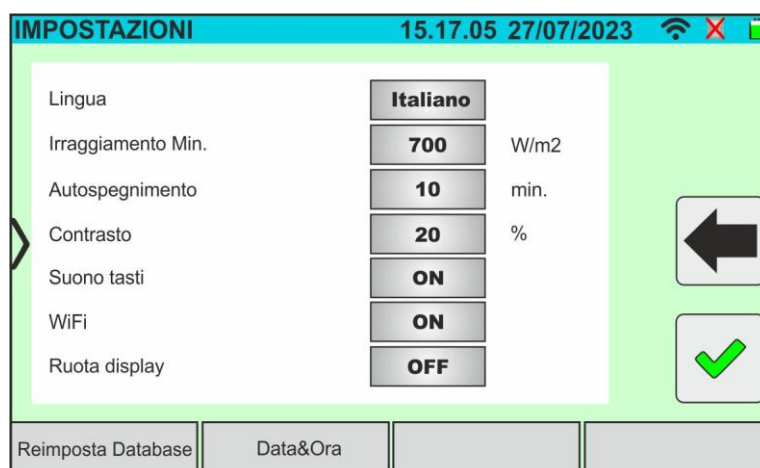 IMPOSTAZIONI 15.17.05 27/07/2023
Lingua Italiano
Irraggiamento Min. 700 W/m2
Autospegnimento 10 min.
Contrasto 20 %
Suono tasti ON
WiFi ON
Ruota display OFF
Reimposta Database Data&Ora